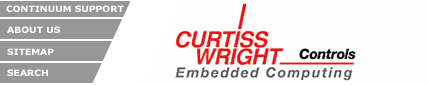 CONTINUUM SUPPORT
ABOUT US
SITEMAP
SEARCH
CURTISS
WRIGHT Controls
Embedded Computing